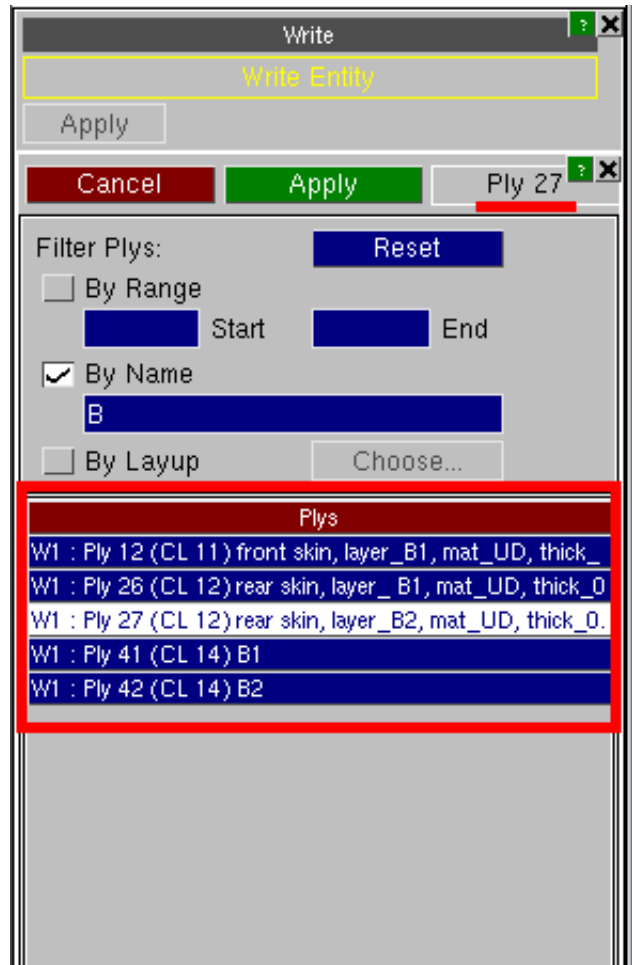 Write ?
Write Entity
Apply
Cancel Apply Ply 27 ?
Filter Plys: Reset
By Range
Start End
By Name
B
By Layup Choose...
Plys
W1 : Ply 12 (CL 11) front skin, layer_B1, mat_UD, thick_
W1 : Ply 26 (CL 12) rear skin, layer_ B1, mat_UD, thick_0
W1 : Ply 27 (CL 12) rear skin, layer_B2, mat_UD, thick_0.
W1 : Ply 41 (CL 14) B1
W1 : Ply 42 (CL 14) B2